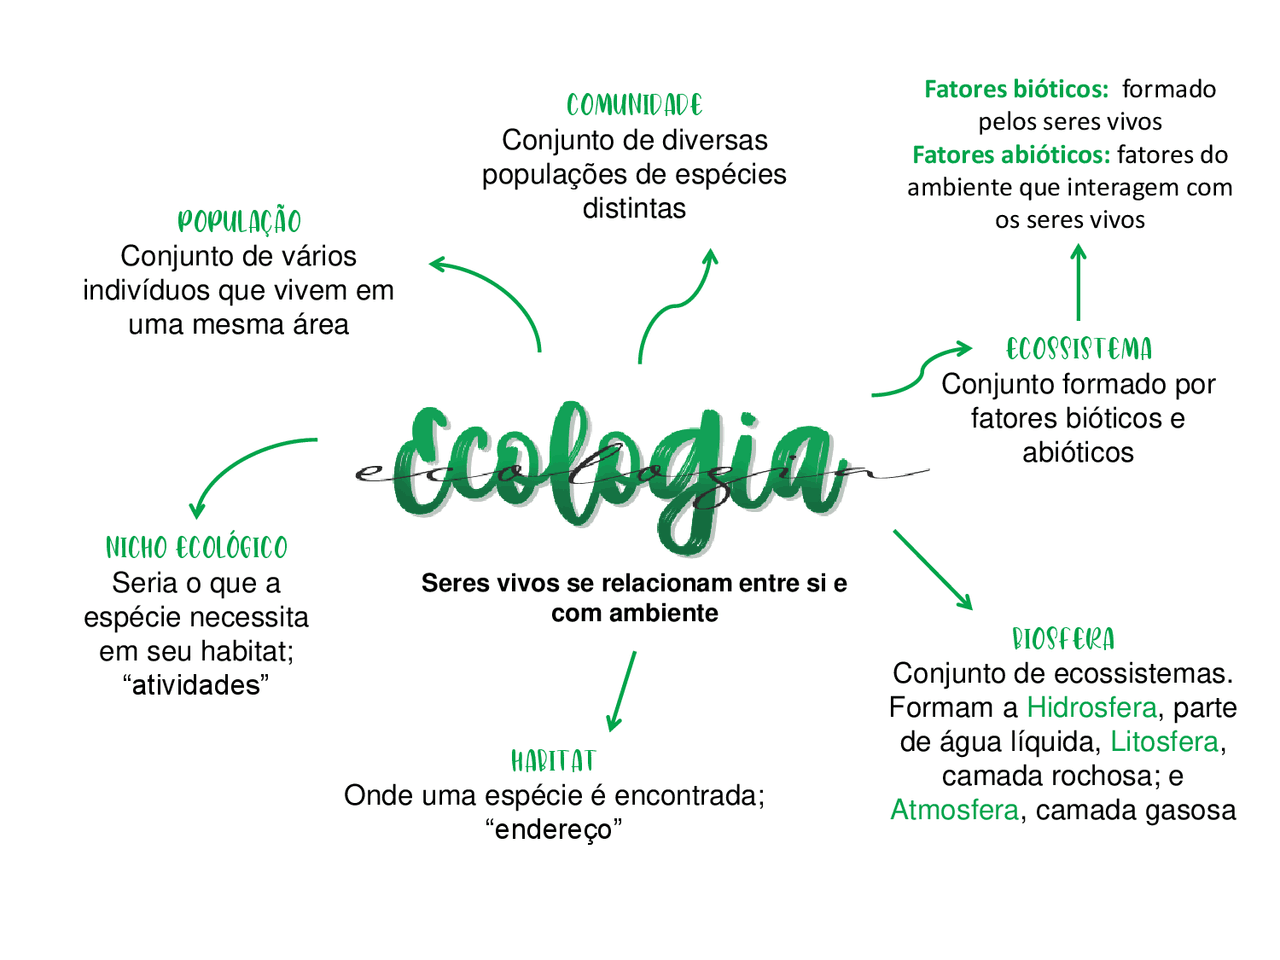 COMUNIDADE
Conjunto de diversas
populações de espécies
distintas
Fatores bióticos: formado
pelos seres vivos
Fatores abióticos: fatores do
ambiente que interagem com
os seres vivos
POPULAÇÃO
Conjunto de vários
indivíduos que vivem em
uma mesma área
ECOSSISTEMA
Conjunto formado por
fatores bióticos e
abióticos
Ecologia
ecologia
Seres vivos se relacionam entre si e
com ambiente
NICHO ECOLÓGICO
Seria o que a
espécie necessita
em seu habitat;
“atividades”
BIOSFERA
Conjunto de ecossistemas.
Formam a Hidrosfera, parte
de água líquida, Litosfera,
camada rochosa; e
Atmosfera, camada gasosa
HABITAT
Onde uma espécie é encontrada;
“endereço”